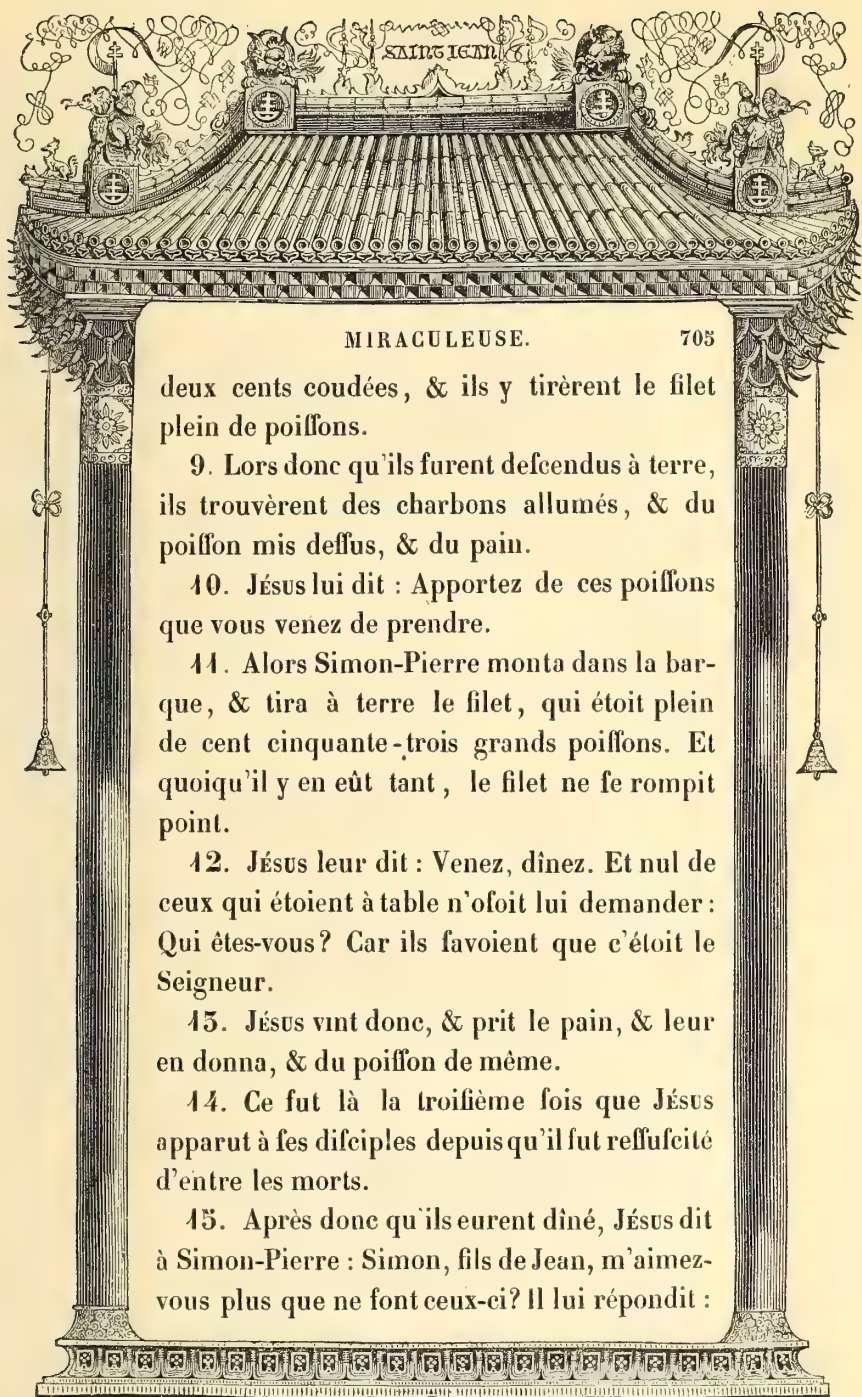 SAINT IEAN
MIRACULEUSE. 705
deux cents coudées, & ils y tirèrent le filet
plein de poiſſons.
9. Lors donc qu'ils furent deſcendus à terre,
ils trouvèrent des charbons allumés, & du
poiſſon mis deſſus, & du pain.
10. JÉSUS lui dit : Apportez de ces poiſſons
que vous venez de prendre.
11. Alors Simon-Pierre monta dans la bar-
que, & tira à terre le filet, qui étoit plein
de cent cinquante-trois grands poiſſons. Et
quoiqu'il y en eût tant, le filet ne ſe rompit
point.
12. JÉSUS leur dit : Venez, dînez. Et nul de
ceux qui étoient à table n'oſoit lui demander :
Qui êtes-vous? Car ils ſavoient que c'étoit le
Seigneur.
13. JÉSUS vint donc, & prit le pain, & leur
en donna, & du poiſſon de même.
14. Ce fut là la troiſième fois que JÉSUS
apparut à ſes diſciples depuis qu'il fut reſſuſcité
d'entre les morts.
15. Après donc qu'ils eurent dîné, JÉSUS dit
à Simon-Pierre : Simon, fils de Jean, m'aimez-
vous plus que ne font ceux-ci? Il lui répondit :